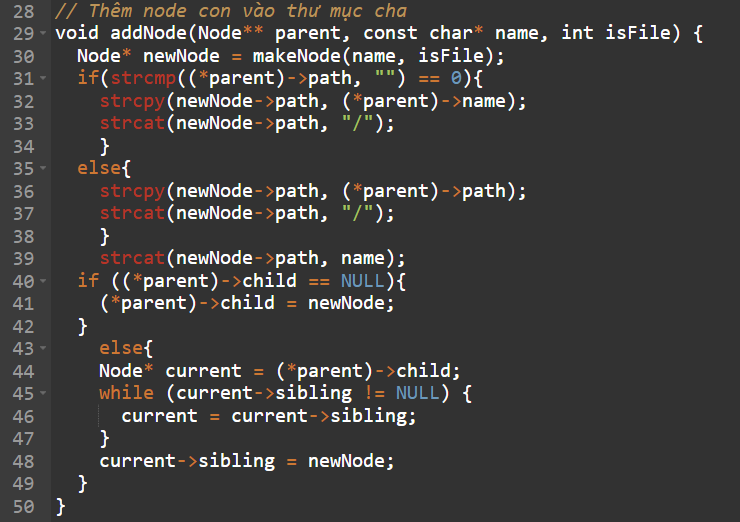 28 // Thêm node con vào thư mục cha
29 void addNode(Node** parent, const char* name, int isFile) {
30   Node* newNode = makeNode(name, isFile);
31   if(strcmp((*parent)->path, "") == 0){
32     strcpy(newNode->path, (*parent)->name);
33     strcat(newNode->path, "/");
34     }
35   else{
36     strcpy(newNode->path, (*parent)->path);
37     strcat(newNode->path, "/");
38     }
39     strcat(newNode->path, name);
40   if ((*parent)->child == NULL){
41     (*parent)->child = newNode;
42   }
43     else{
44     Node* current = (*parent)->child;
45     while (current->sibling != NULL) {
46       current = current->sibling;
47     }
48     current->sibling = newNode;
49   }
50 }